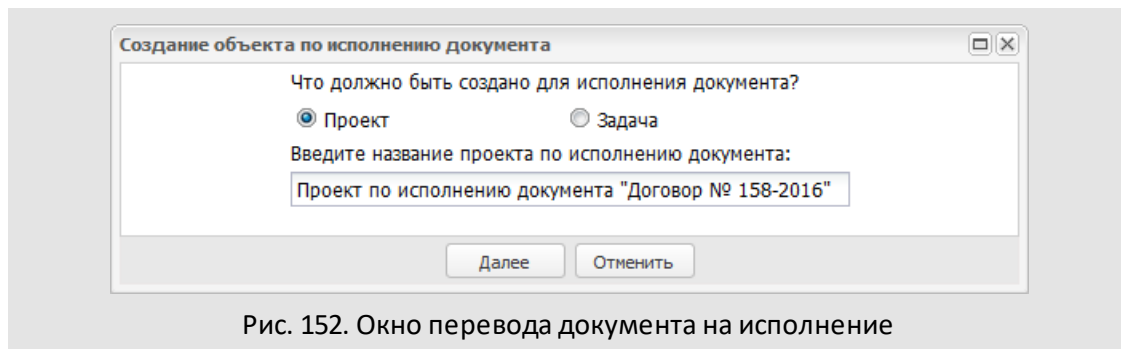 Создание объекта по исполнению документа
Что должно быть создано для исполнения документа?
Проект Задача
Введите название проекта по исполнению документа:
Проект по исполнению документа "Договор № 158-2016"
Далее Отменить
Рис. 152. Окно перевода документа на исполнение